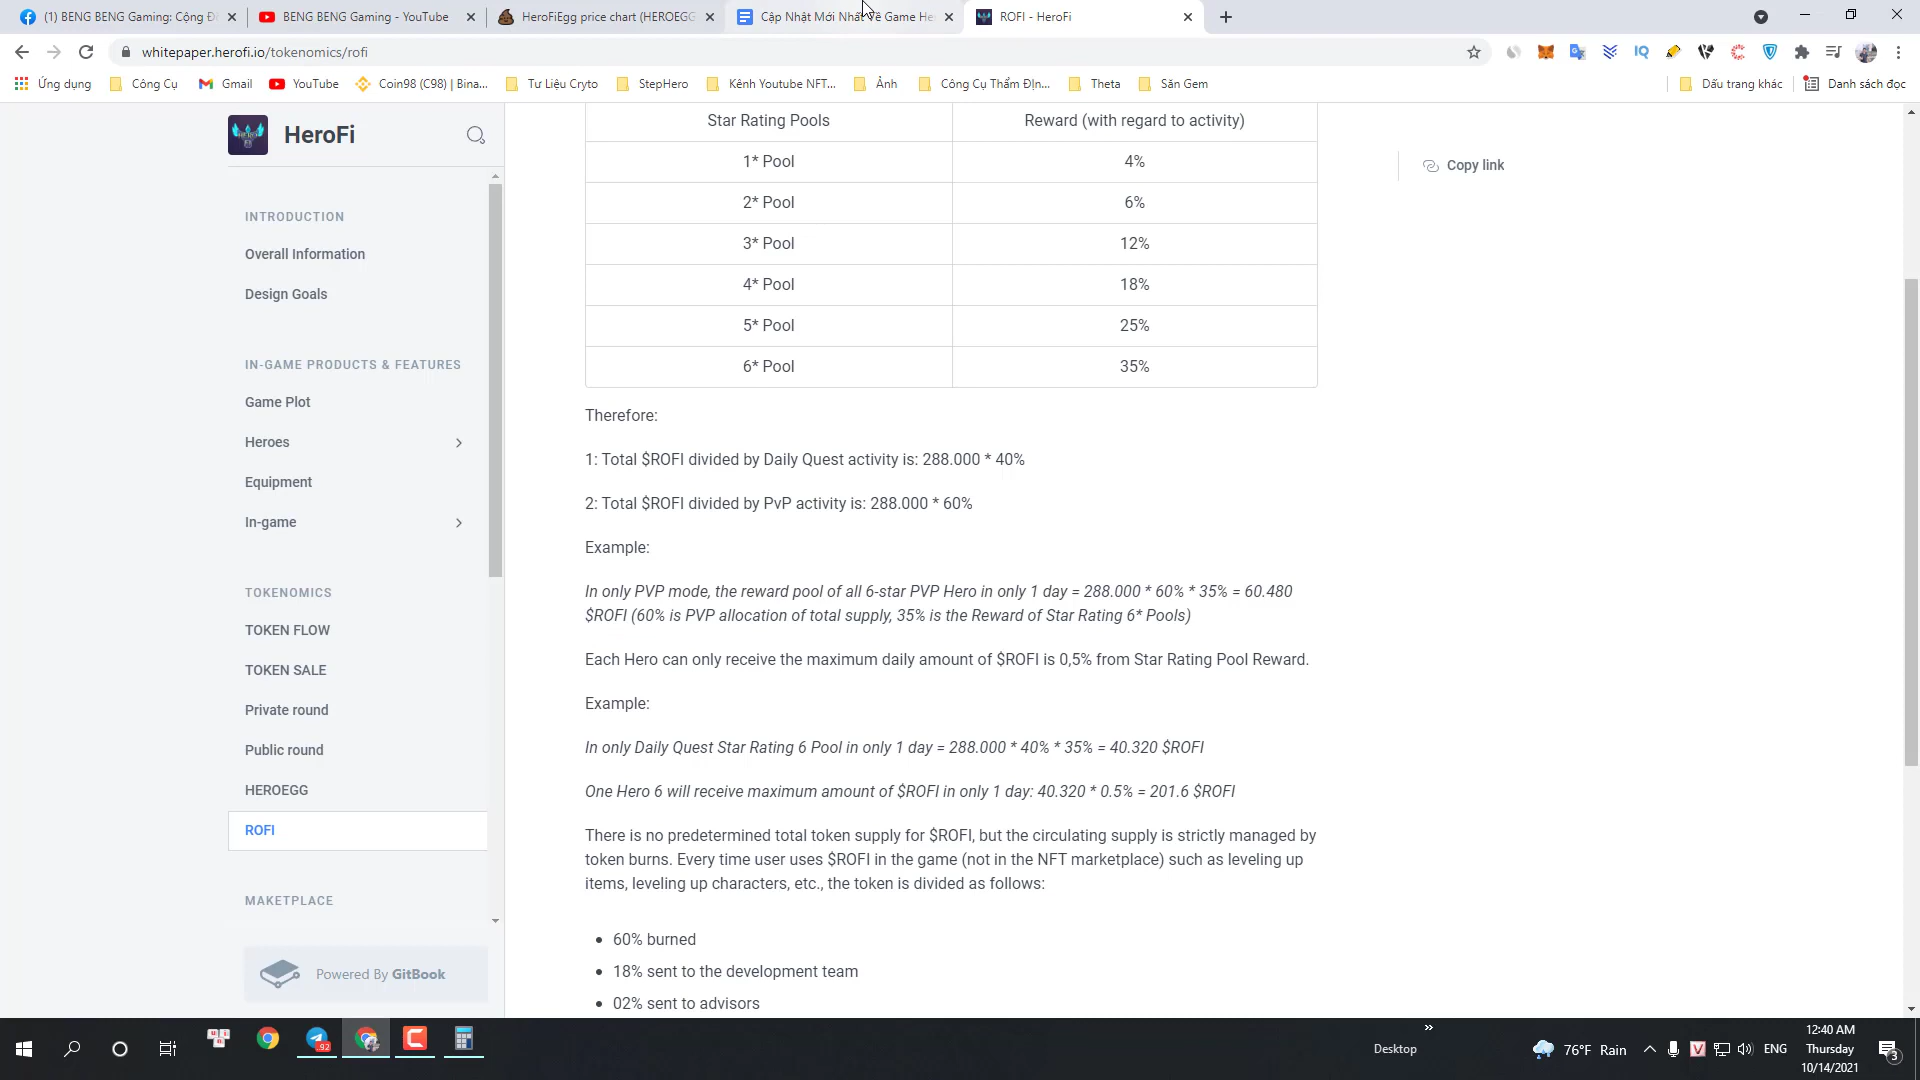 (1) BENG BENG Gaming: Cộng Đ
BENG BENG Gaming - YouTube
HeroFiEgg price chart (HEROEGG
Cập Nhật Mới Nhất Về Game He
ROFI - HeroFi
whitepaper.herofi.io/tokenomics/rofi
Ứng dụng
Công Cụ
Gmail
YouTube
Coin98 (C98) | Bina...
Tư Liệu Cryto
StepHero
Kênh Youtube NFT...
Ảnh
Công Cụ Thẩm Địn...
Theta
Săn Gem
Dấu trang khác
Danh sách đọc
HeroFi
INTRODUCTION
Overall Information
Design Goals
IN-GAME PRODUCTS & FEATURES
Game Plot
Heroes
Equipment
In-game
TOKENOMICS
TOKEN FLOW
TOKEN SALE
Private round
Public round
HEROEGG
ROFI
MAKETPLACE
Powered By GitBook
Star Rating Pools Reward (with regard to activity)
1* Pool 4%
2* Pool 6%
3* Pool 12%
4* Pool 18%
5* Pool 25%
6* Pool 35%
Therefore:
1: Total $ROFI divided by Daily Quest activity is: 288.000 * 40%
2: Total $ROFI divided by PvP activity is: 288.000 * 60%
Example:
In only PVP mode, the reward pool of all 6-star PVP Hero in only 1 day = 288.000 * 60% * 35% = 60.480
$ROFI (60% is PVP allocation of total supply, 35% is the Reward of Star Rating 6* Pools)
Each Hero can only receive the maximum daily amount of $ROFI is 0,5% from Star Rating Pool Reward.
Example:
In only Daily Quest Star Rating 6 Pool in only 1 day = 288.000 * 40% * 35% = 40.320 $ROFI
One Hero 6 will receive maximum amount of $ROFI in only 1 day: 40.320 * 0.5% = 201.6 $ROFI
There is no predetermined total token supply for $ROFI, but the circulating supply is strictly managed by
token burns. Every time user uses $ROFI in the game (not in the NFT marketplace) such as leveling up
items, leveling up characters, etc., the token is divided as follows:
• 60% burned
• 18% sent to the development team
• 02% sent to advisors
Copy link
92
Desktop
76°F Rain
ENG
12:40 AM
Thursday
10/14/2021
3